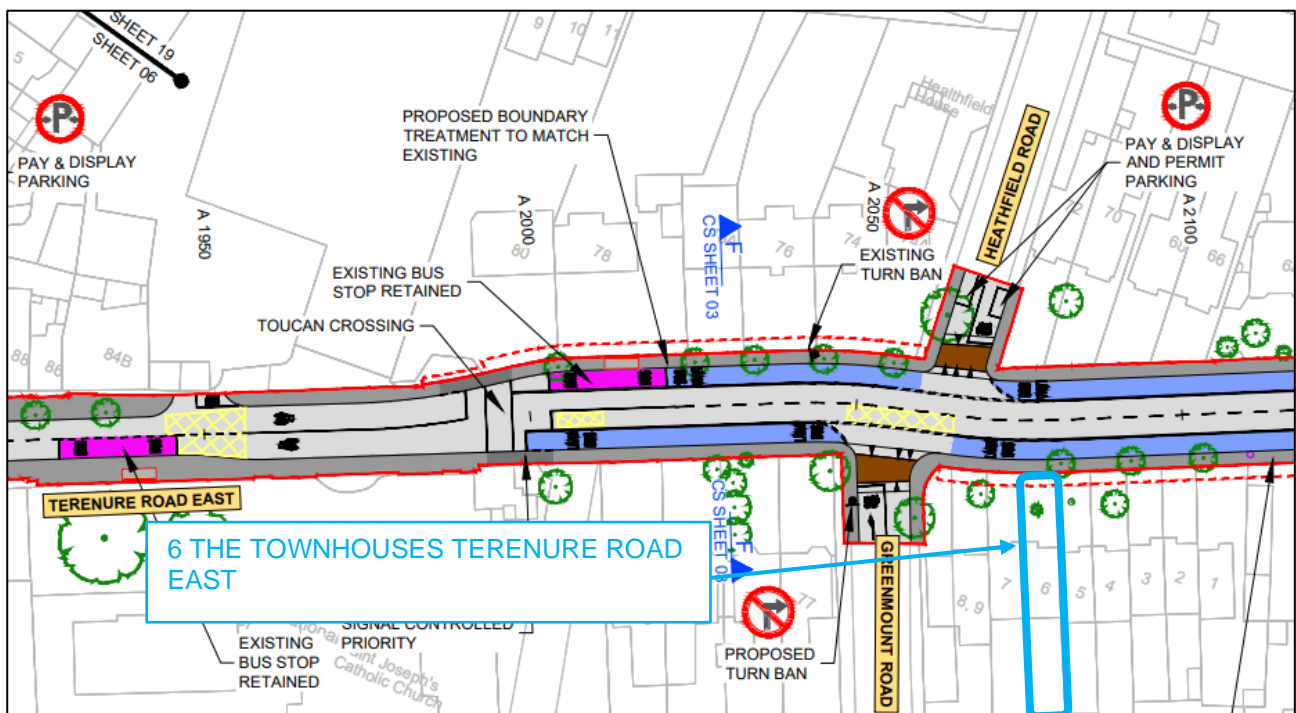 SHEET 19
SHEET 06
5
9
10
11
P
PAY & DISPLAY
PARKING
PROPOSED BOUNDARY
TREATMENT TO MATCH
EXISTING
Healthfield
House
HEATHFIELD ROAD
P
PAY & DISPLAY
AND PERMIT
PARKING
A 1950
A 2000
A 2050
A 2100
80
78
76
74
72
70
66
CS SHEET 03
F
EXISTING
TURN BAN
EXISTING BUS
STOP RETAINED
TOUCAN CROSSING
88
86
84B
TERENURE ROAD EAST
6 THE TOWNHOUSES TERENURE ROAD
EAST
CS SHEET 03
F
77
EXISTING
BUS STOP
RETAINED
SIGNAL CONTROLLED
PRIORITY
Saint Joseph's
Catholic Church
PROPOSED
TURN BAN
GREENMOUNT ROAD
8, 9
7
6
5
4
3
2
1